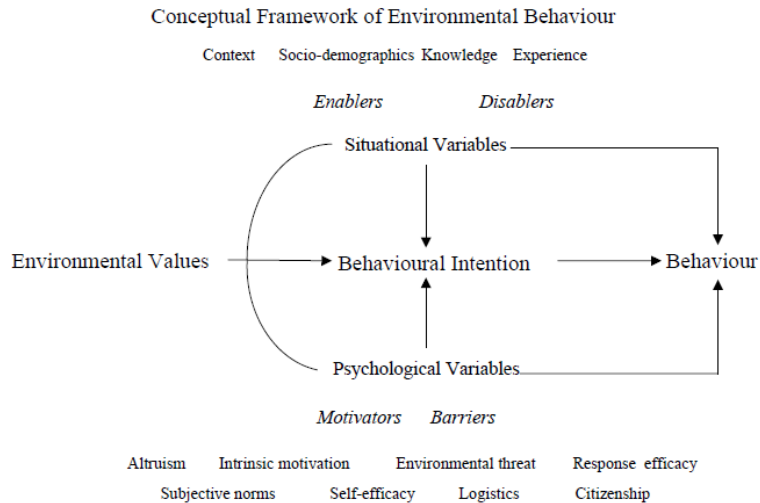 Conceptual Framework of Environmental Behaviour
Context Socio-demographics Knowledge Experience
Enablers Disablers
Situational Variables
Environmental Values Behavioural Intention Behaviour
Psychological Variables
Motivators Barriers
Altruism Intrinsic motivation Environmental threat Response efficacy
Subjective norms Self-efficacy Logistics Citizenship